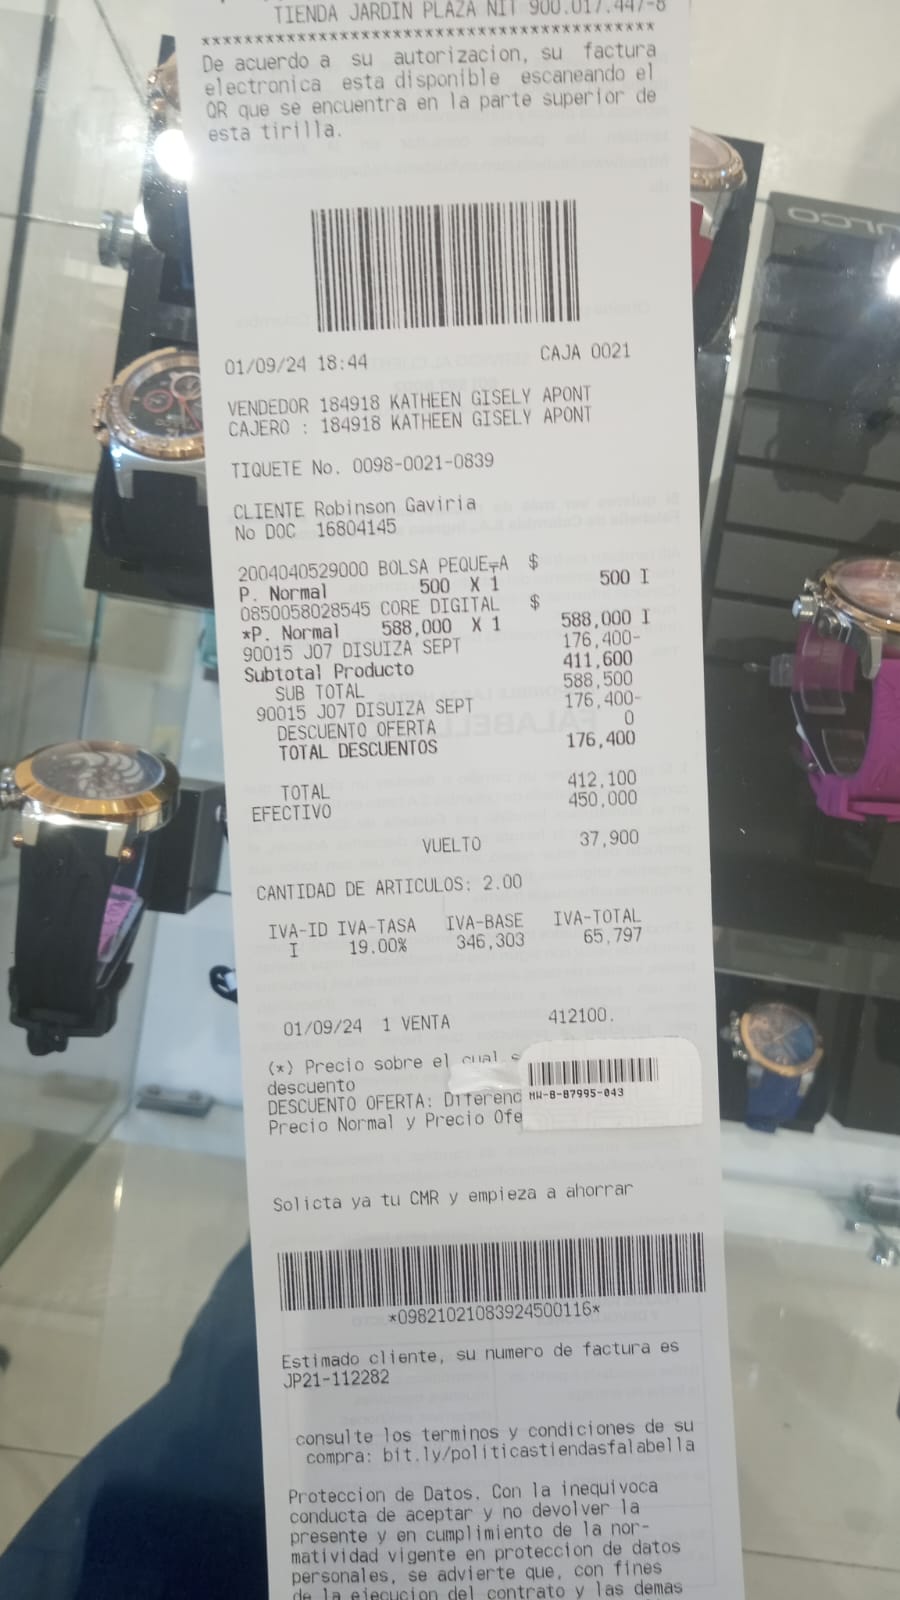 TIENDA JARDIN PLAZA NIT 900.017.447-8
*******************************************
De acuerdo a su autorizacion, su factura
electronica esta disponible escaneando el
QR que se encuentra en la parte superior de
esta tirilla.
01/09/24 18:44 CAJA 0021
VENDEDOR 184918 KATHEEN GISELY APONT
CAJERO : 184918 KATHEEN GISELY APONT
TIQUETE No. 0098-0021-0839
CLIENTE Robinson Gaviria
No DOC 16804145
2004040529000 BOLSA PEQUE┬A $
P. Normal 500 X 1 500 I
0850058028545 CORE DIGITAL $
*P. Normal 588,000 X 1 588,000 I
90015 J07 DISUIZA SEPT 176,400-
Subtotal Producto 411,600
SUB TOTAL 588,500
90015 J07 DISUIZA SEPT 176,400-
DESCUENTO OFERTA 0
TOTAL DESCUENTOS 176,400
TOTAL 412,100
EFECTIVO 450,000
VUELTO 37,900
CANTIDAD DE ARTICULOS: 2.00
IVA-ID IVA-TASA IVA-BASE IVA-TOTAL
I 19.00% 346,303 65,797
01/09/24 1 VENTA 412100.
(*) Precio sobre el cual s
descuento
DESCUENTO OFERTA: Diferenc
Precio Normal y Precio Ofe
MW-B-87995-043
Solicta ya tu CMR y empieza a ahorrar
*09821021083924500116*
Estimado cliente, su numero de factura es
JP21-112282
consulte los terminos y condiciones de su
compra: bit.ly/politicastiendasfalabella
Proteccion de Datos. Con la inequivoca
conducta de aceptar y no devolver la
presente y en cumplimiento de la nor-
matividad vigente en proteccion de datos
personales, se advierte que, con fines
de la ejecucion del contrato y las demas